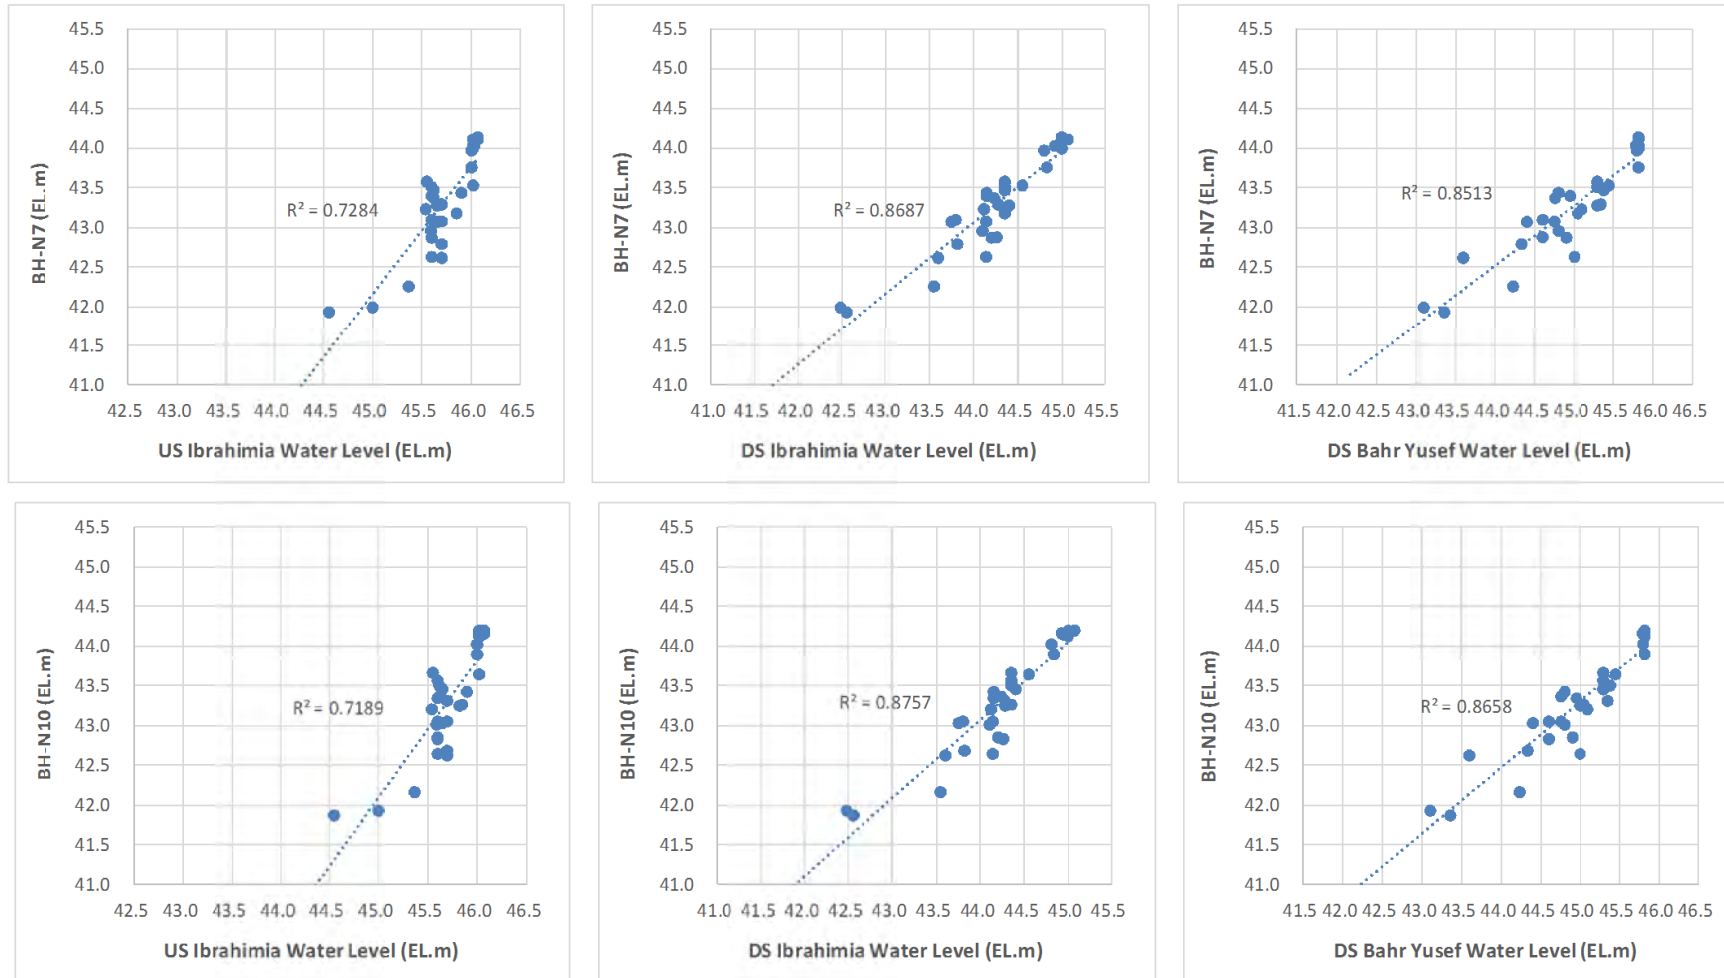 45.5
45.0
44.5
44.0
43.5
43.0
42.5
42.0
41.5
41.0
BH-N7 (EL.m)
R² = 0.7284
42.5 43.0 43.5 44.0 44.5 45.0 45.5 46.0 46.5
US Ibrahimia Water Level (EL.m)
45.5
45.0
44.5
44.0
43.5
43.0
42.5
42.0
41.5
41.0
BH-N7 (EL.m)
R² = 0.8687
41.0 41.5 42.0 42.5 43.0 43.5 44.0 44.5 45.0 45.5
DS Ibrahimia Water Level (EL.m)
45.5
45.0
44.5
44.0
43.5
43.0
42.5
42.0
41.5
41.0
BH-N7 (EL.m)
R² = 0.8513
41.5 42.0 42.5 43.0 43.5 44.0 44.5 45.0 45.5 46.0 46.5
DS Bahr Yusef Water Level (EL.m)
45.5
45.0
44.5
44.0
43.5
43.0
42.5
42.0
41.5
41.0
BH-N10 (EL.m)
R² = 0.7189
42.5 43.0 43.5 44.0 44.5 45.0 45.5 46.0 46.5
US Ibrahimia Water Level (EL.m)
45.5
45.0
44.5
44.0
43.5
43.0
42.5
42.0
41.5
41.0
BH-N10 (EL.m)
R² = 0.8757
41.0 41.5 42.0 42.5 43.0 43.5 44.0 44.5 45.0 45.5
DS Ibrahimia Water Level (EL.m)
45.5
45.0
44.5
44.0
43.5
43.0
42.5
42.0
41.5
41.0
BH-N10 (EL.m)
R² = 0.8658
41.5 42.0 42.5 43.0 43.5 44.0 44.5 45.0 45.5 46.0 46.5
DS Bahr Yusef Water Level (EL.m)